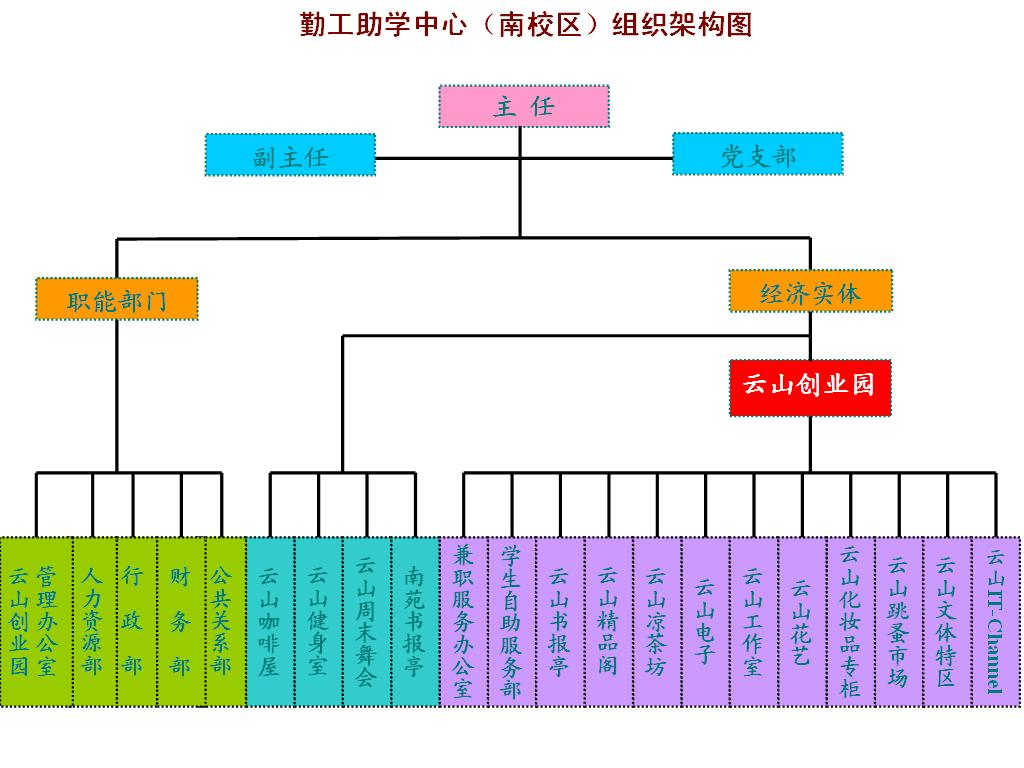 勤工助学中心（南校区）组织架构图
主 任
副主任
党支部
职能部门
经济实体
云山创业园
云山创业园
管理办公室
人力资源部
行政部
财务部
公共关系部
云山咖啡屋
云山健身室
云山周末舞会
南苑书报亭
兼职服务办公室
学生自助服务部
云山书报亭
云山精品阁
云山凉茶坊
云山电子
云山工作室
云山花艺
云山化妆品专柜
云山跳蚤市场
云山文体特区
云山IT-Channel